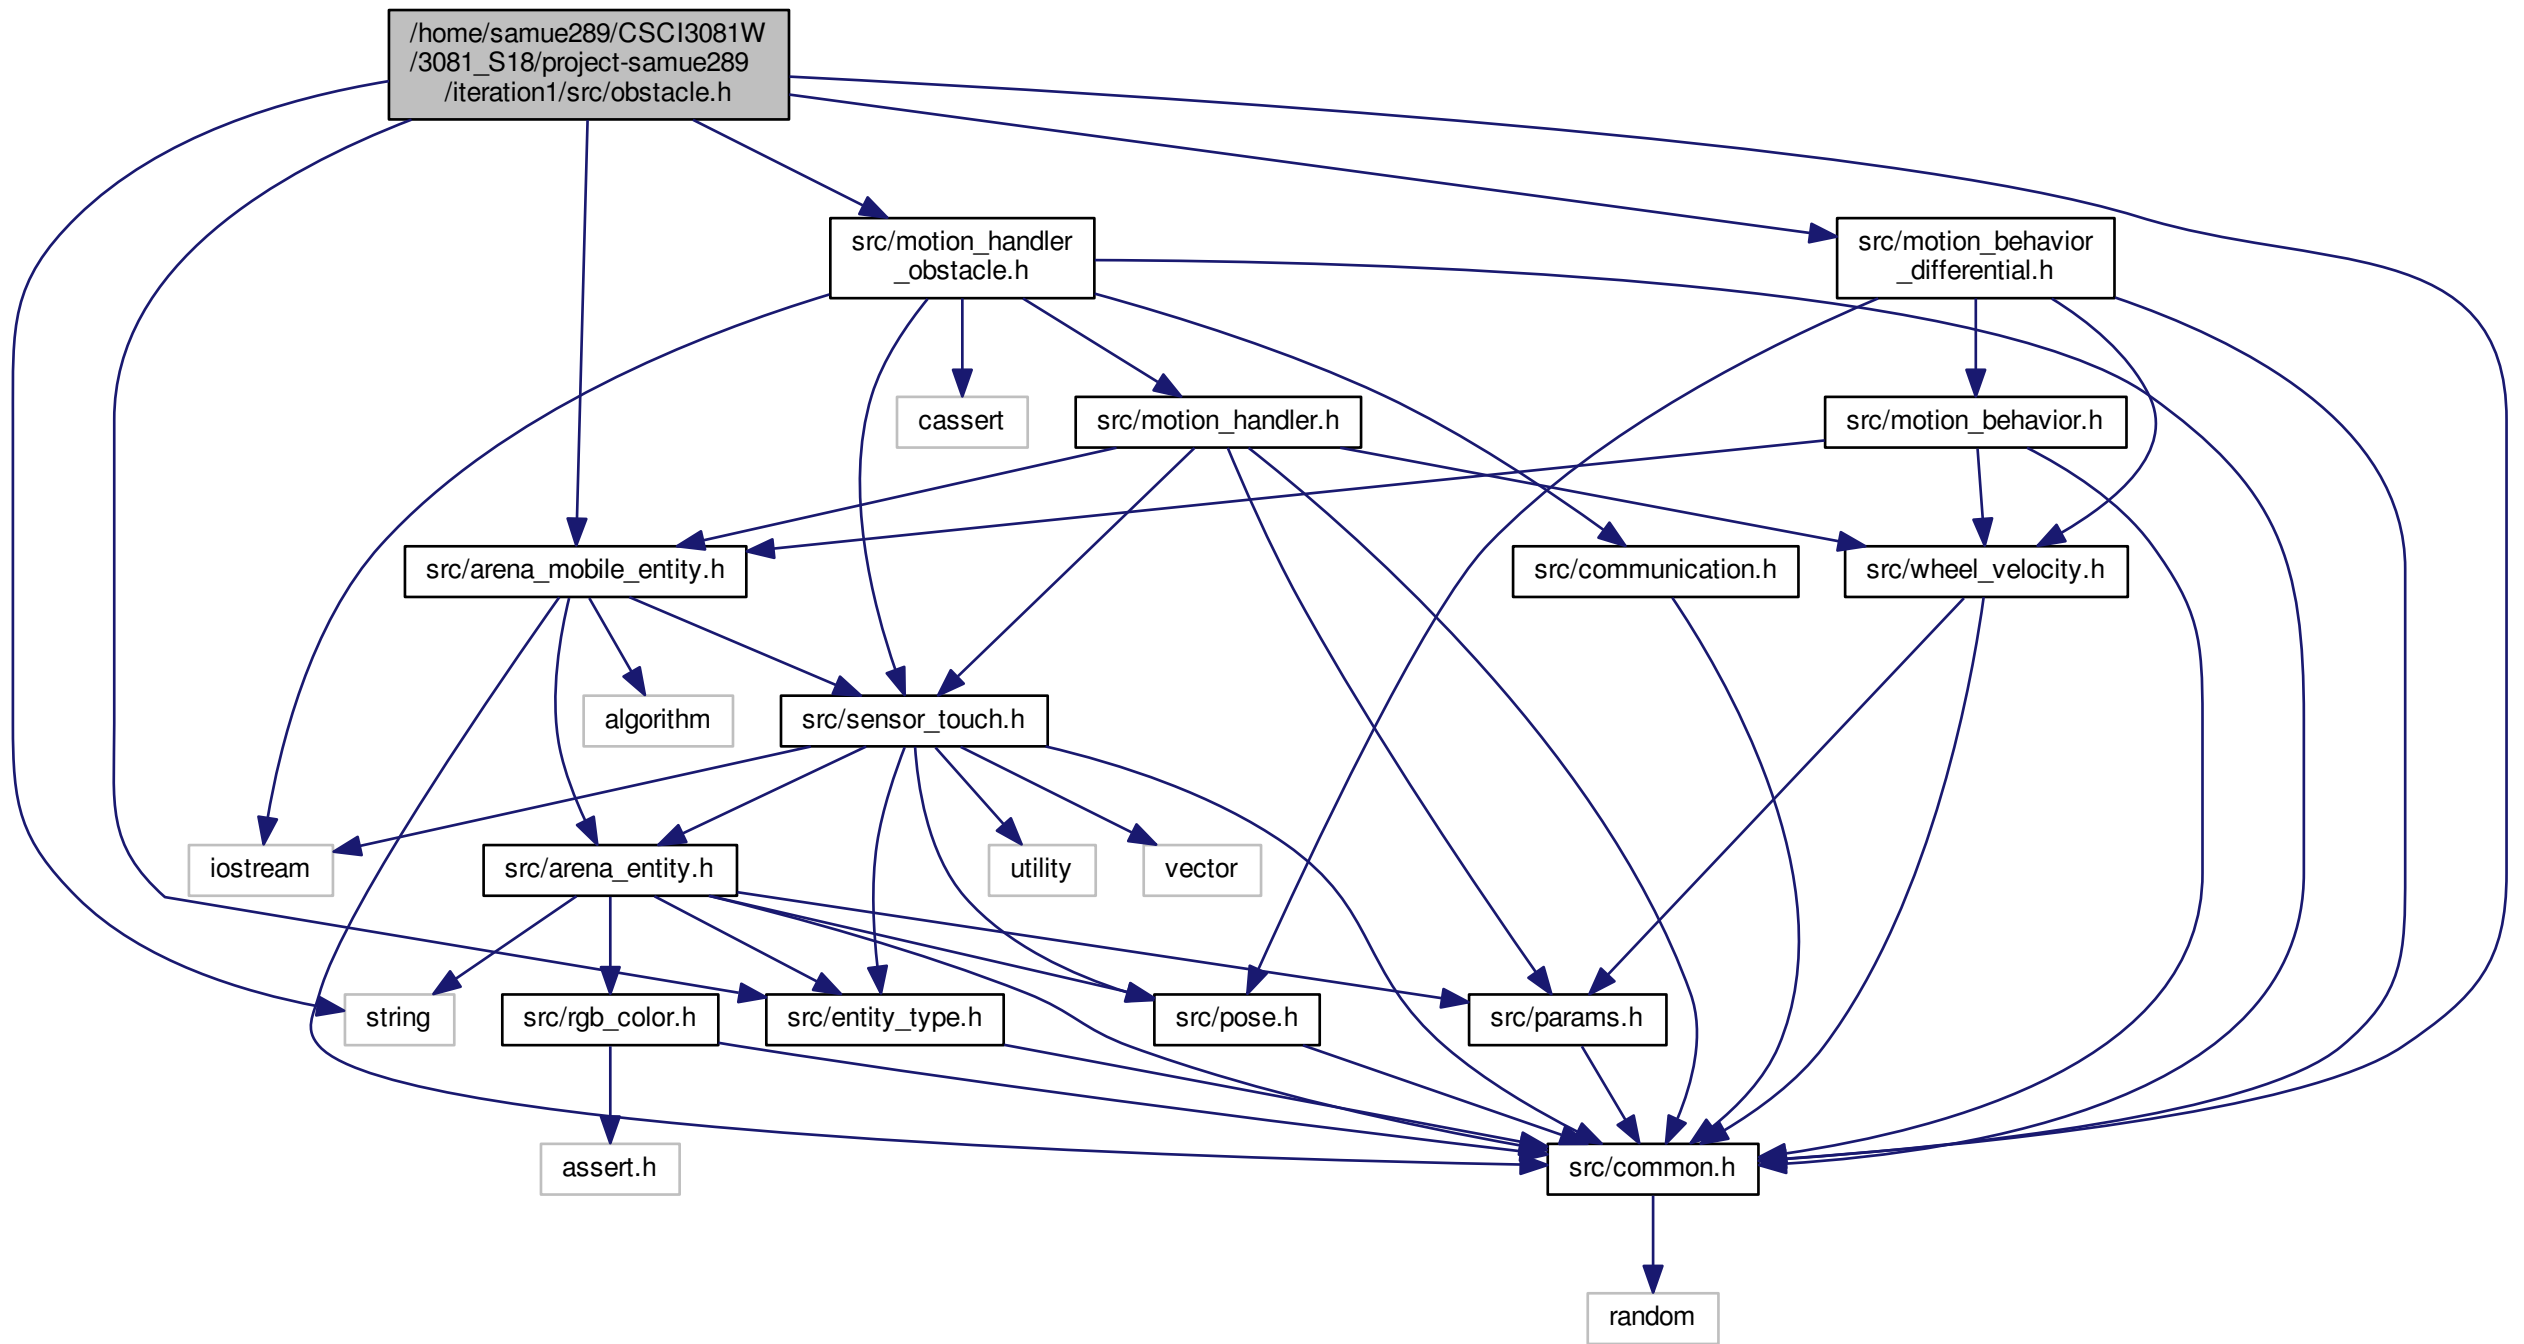 /home/samue289/CSCI3081W
/3081_S18/project-samue289
/iteration1/src/obstacle.h
src/motion_handler
_obstacle.h
src/motion_behavior
_differential.h
cassert
src/motion_handler.h
src/motion_behavior.h
src/arena_mobile_entity.h
src/communication.h
src/wheel_velocity.h
algorithm
src/sensor_touch.h
iostream
src/arena_entity.h
utility
vector
string
src/rgb_color.h
src/entity_type.h
src/pose.h
src/params.h
assert.h
src/common.h
random